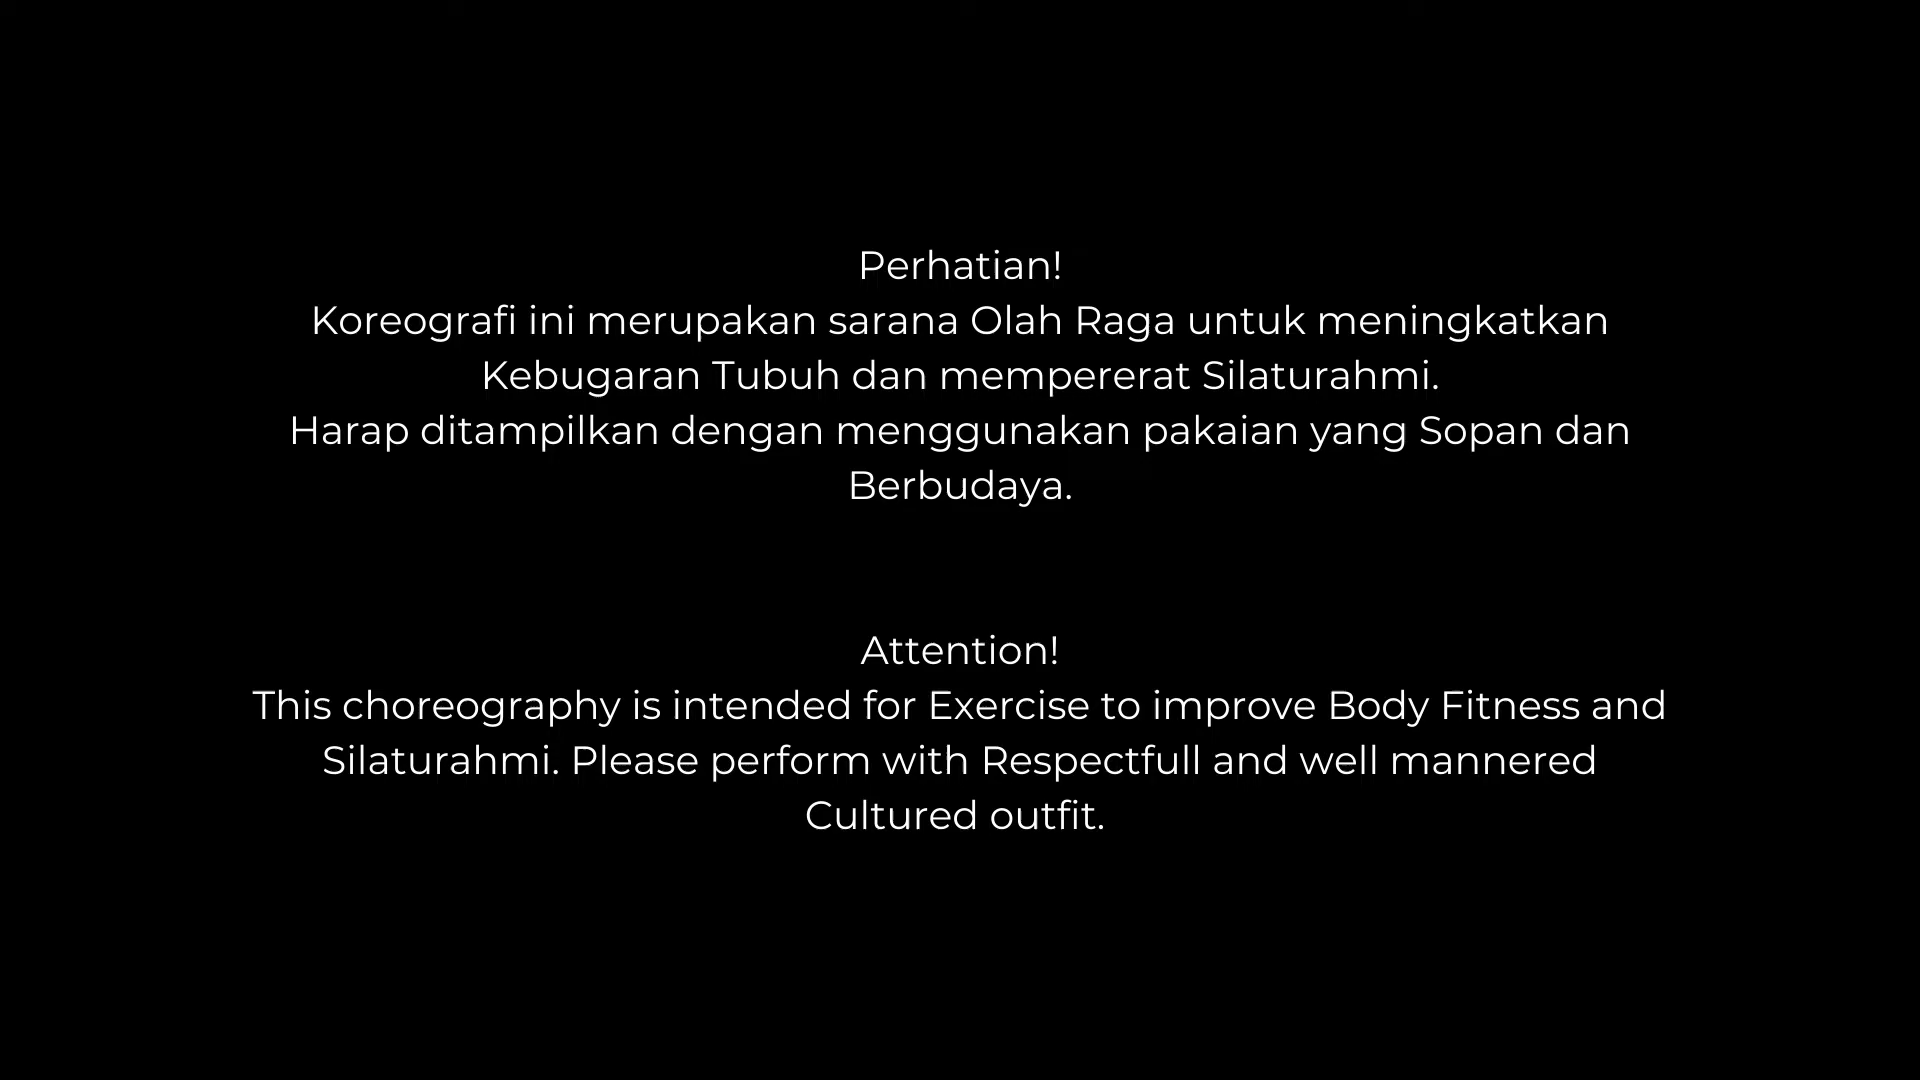 Perhatian!
Koreografi ini merupakan sarana Olah Raga untuk meningkatkan
Kebugaran Tubuh dan mempererat Silaturahmi.
Harap ditampilkan dengan menggunakan pakaian yang Sopan dan
Berbudaya.
Attention!
This choreography is intended for Exercise to improve Body Fitness and
Silaturahmi. Please perform with Respectfull and well mannered
Cultured outfit.